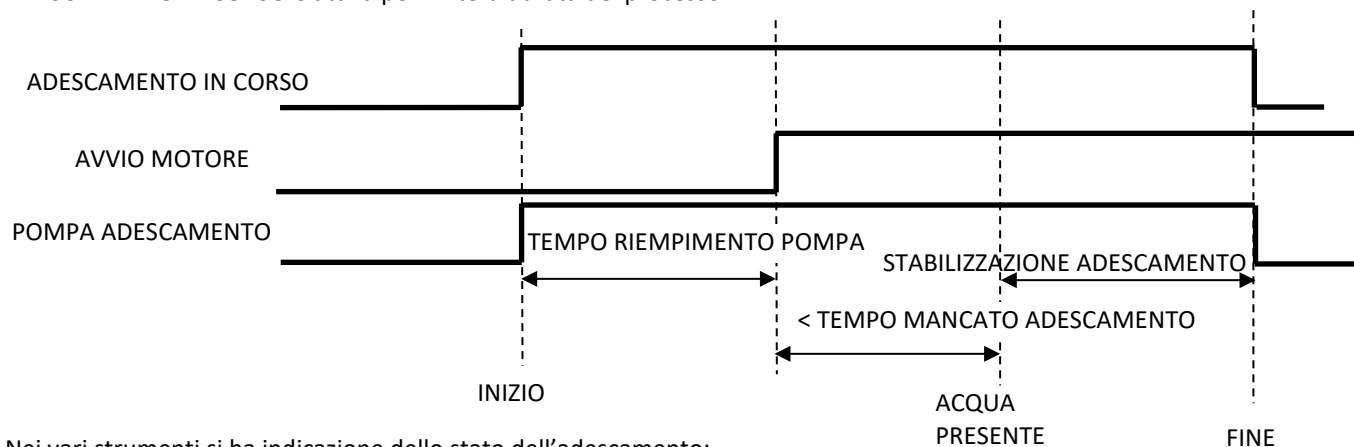 ADESCAMENTO IN CORSO
AVVIO MOTORE
POMPA ADESCAMENTO
TEMPO RIEMPIMENTO POMPA
STABILIZZAZIONE ADESCAMENTO
< TEMPO MANCATO ADESCAMENTO
INIZIO
ACQUA
PRESENTE
FINE
Nei vari strumenti si ha indicazione dello stato dell'adescamento: